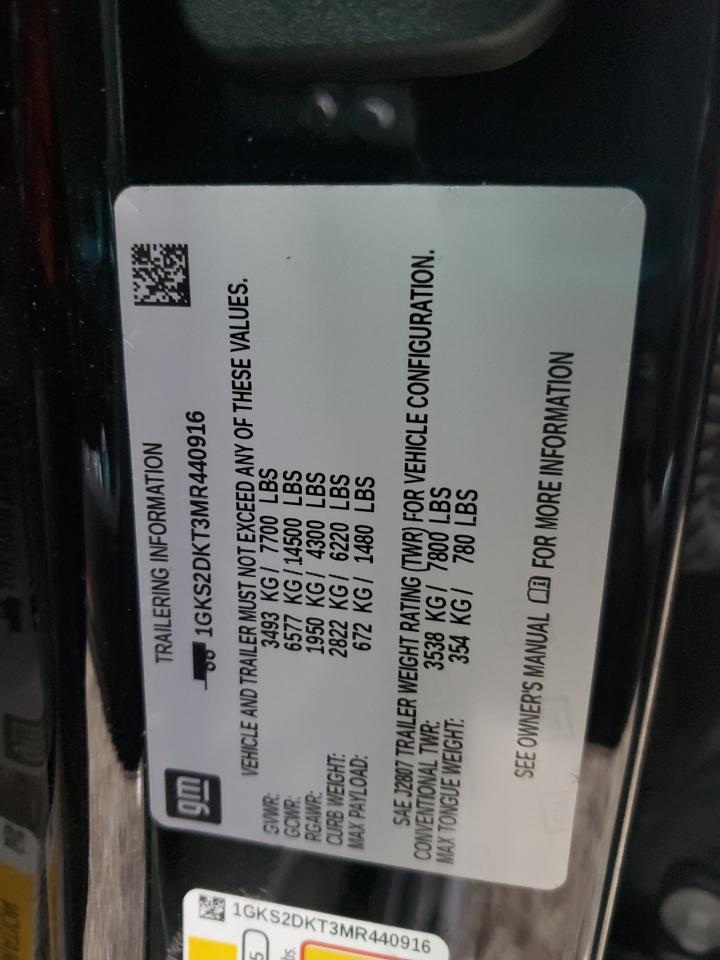 TRAILERING INFORMATION
gm
1GKS2DKT3MR440916
VEHICLE AND TRAILER MUST NOT EXCEED ANY OF THESE VALUES.
GVWR: 3493 KG/ 7700 LBS
GCWR: 6577 KG/ 14500 LBS
RGAWR: 1950 KG/ 4300 LBS
CURB WEIGHT: 2822 KG/ 6220 LBS
MAX PAYLOAD: 672 KG/ 1480 LBS
SAE J2807 TRAILER WEIGHT RATING (TWR) FOR VEHICLE CONFIGURATION.
CONVENTIONAL TWR: 3538 KG/ 7800 LBS
MAX TONGUE WEIGHT: 354 KG/ 780 LBS
SEE OWNER'S MANUAL FOR MORE INFORMATION
1GKS2DKT3MR440916
5
lbs.